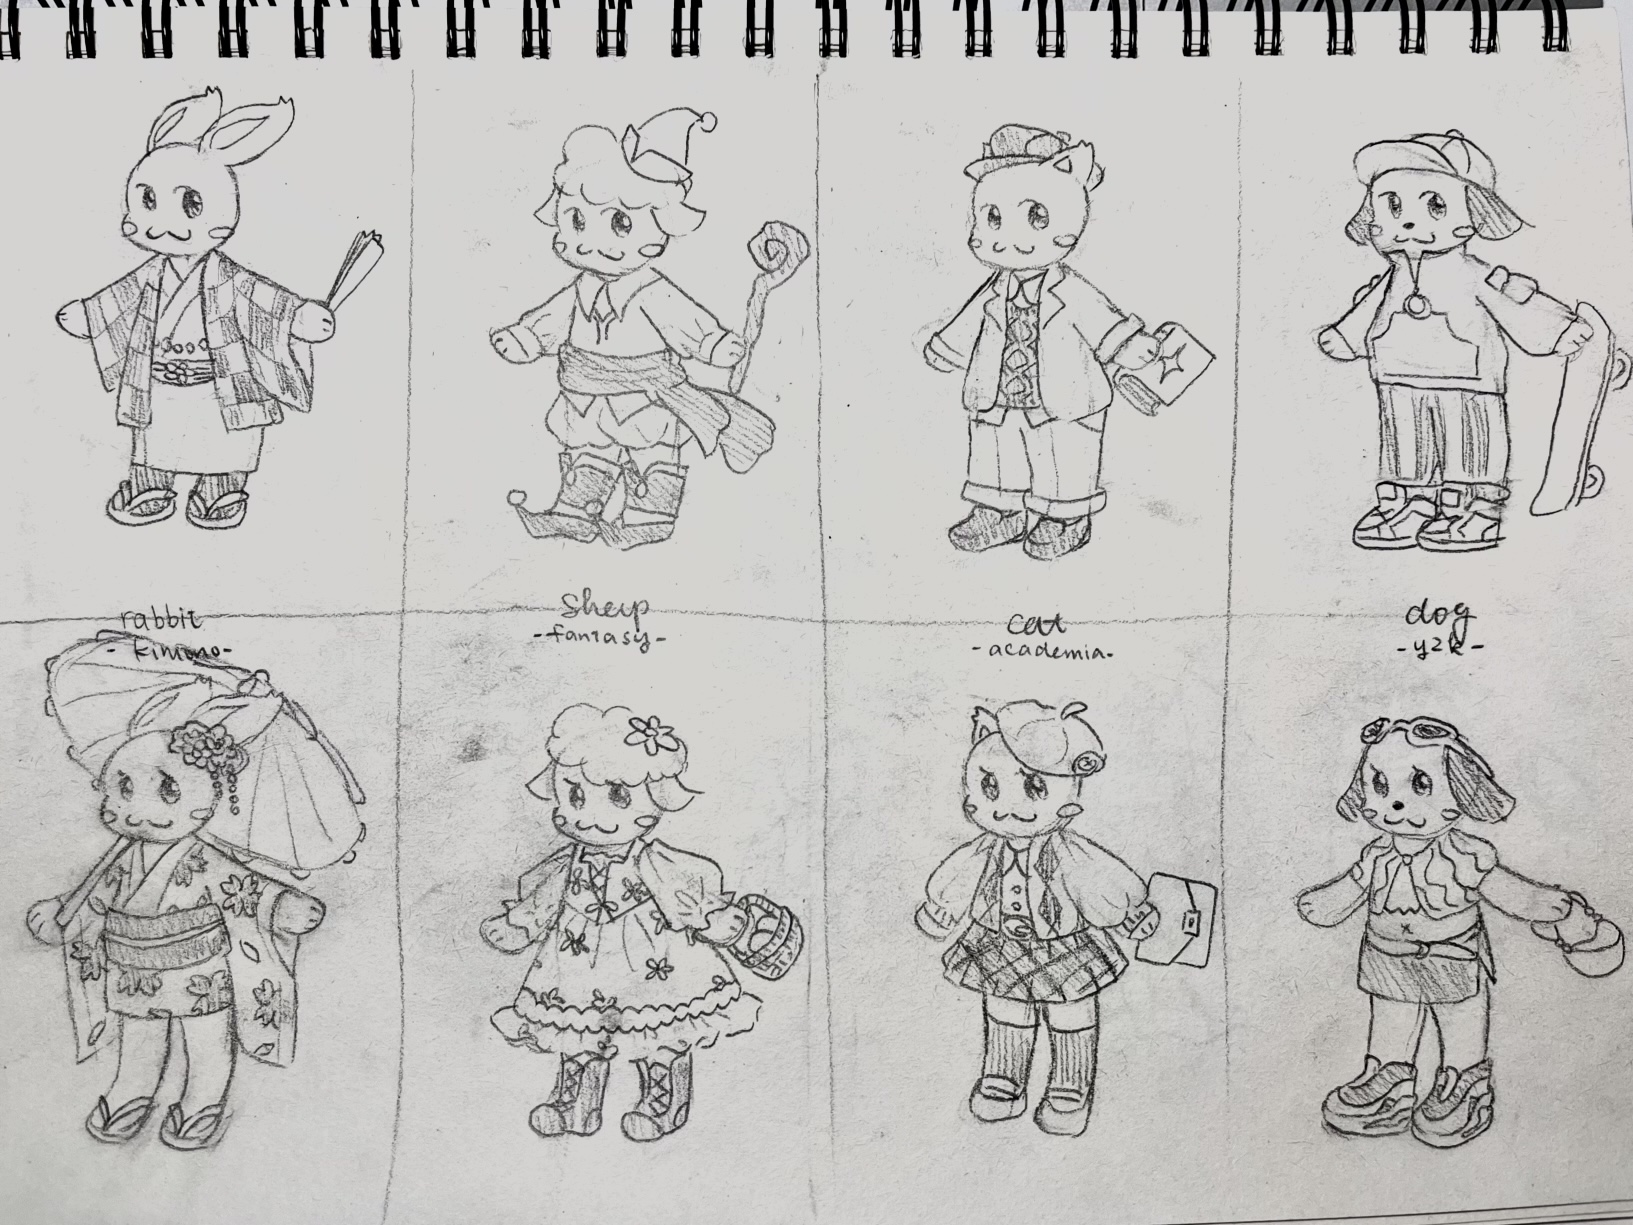 rabbit
- kimono-
Sheep
-fantasy-
cat
-academia-
dog
-y2k-